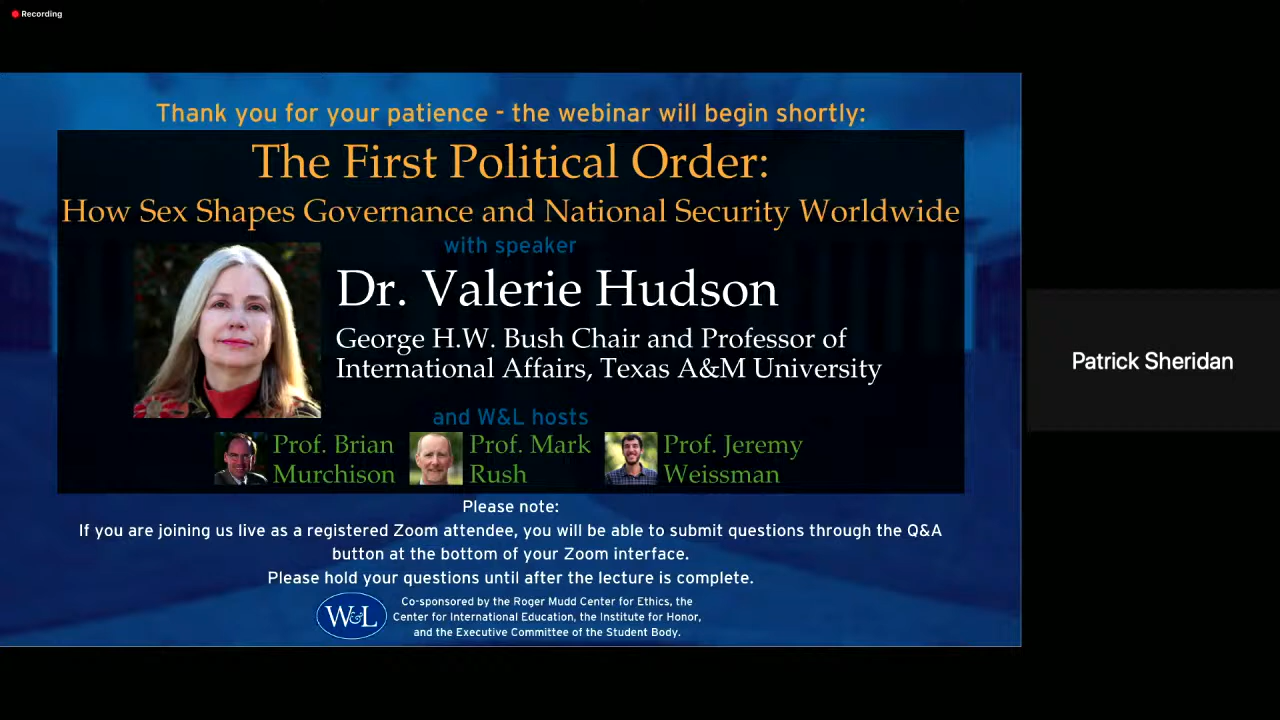 Recording
Thank you for your patience - the webinar will begin shortly:
The First Political Order:
How Sex Shapes Governance and National Security Worldwide
with speaker
Dr. Valerie Hudson
George H.W. Bush Chair and Professor of
International Affairs, Texas A&M University
Patrick Sheridan
and W&L hosts
Prof. Brian
Murchison
Prof. Mark
Rush
Prof. Jeremy
Weissman
Please note:
If you are joining us live as a registered Zoom attendee, you will be able to submit questions through the Q&A
button at the bottom of your Zoom interface.
Please hold your questions until after the lecture is complete.
W&L
Co-sponsored by the Roger Mudd Center for Ethics, the
Center for International Education, the Institute for Honor,
and the Executive Committee of the Student Body.